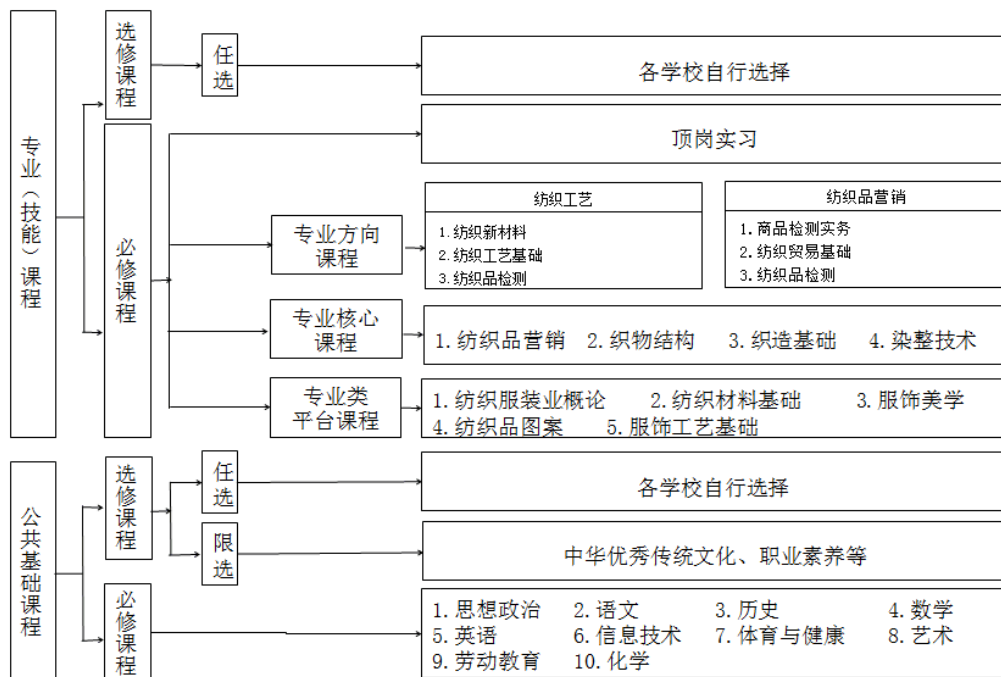 专业（技能）课程
选修课程
任选
各学校自行选择
必修课程
顶岗实习
专业方向
课程
纺织工艺
1.纺织新材料
2.纺织工艺基础
3.纺织品检测
纺织品营销
1.商品检测实务
2.纺织贸易基础
3.纺织品检测
专业核心
课程
1.纺织品营销 2.织物结构 3.织造基础 4.染整技术
专业类
平台课程
1.纺织服装业概论 2.纺织材料基础 3.服饰美学
4.纺织品图案 5.服饰工艺基础
公共基础课程
选修课程
任选
各学校自行选择
限选
中华优秀传统文化、职业素养等
必修课程
1.思想政治 2.语文 3.历史 4.数学
5.英语 6.信息技术 7.体育与健康 8.艺术
9.劳动教育 10.化学